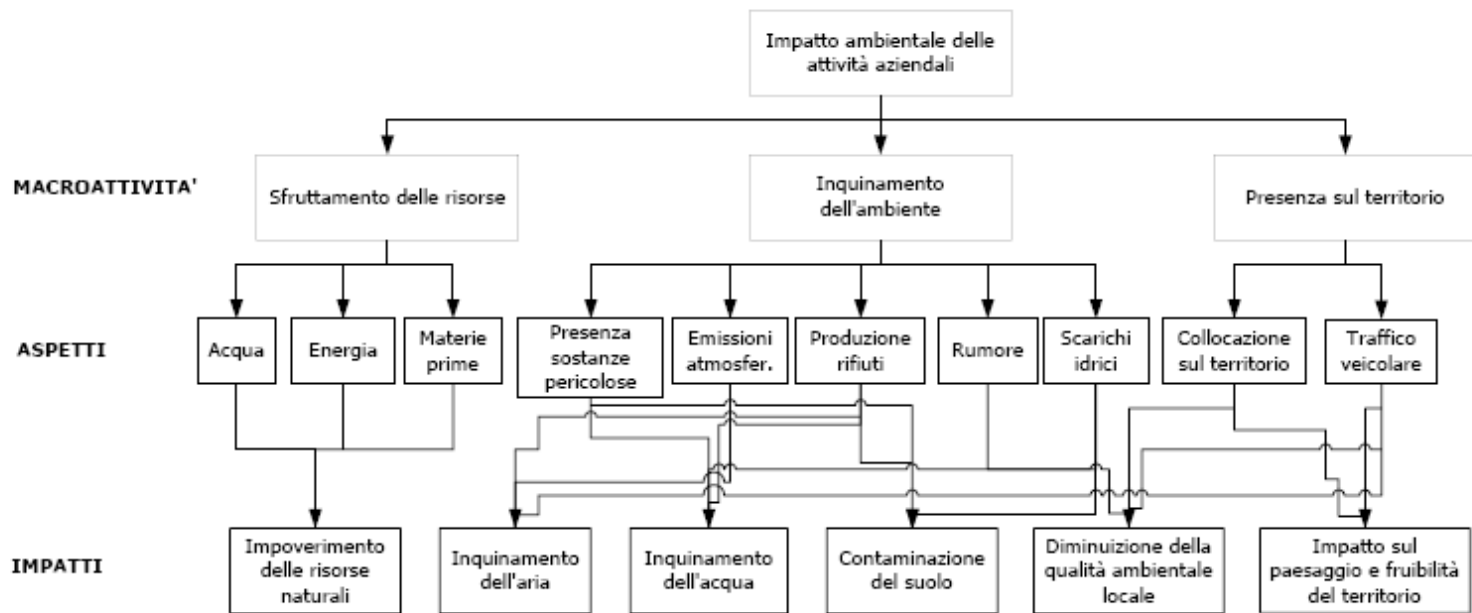 Impatto ambientale delle
attività aziendali
MACROATTIVITA'
Sfruttamento delle risorse
Inquinamento
dell'ambiente
Presenza sul territorio
ASPETTI
Acqua
Energia
Materie
prime
Presenza
sostanze
pericolose
Emissioni
atmosfer.
Produzione
rifiuti
Rumore
Scarichi
idrici
Collocazione
sul territorio
Traffico
veicolare
IMPATTI
Impoverimento
delle risorse
naturali
Inquinamento
dell'aria
Inquinamento
dell'acqua
Contaminazione
del suolo
Diminuizione della
qualità ambientale
locale
Impatto sul
paesaggio e fruibilità
del territorio